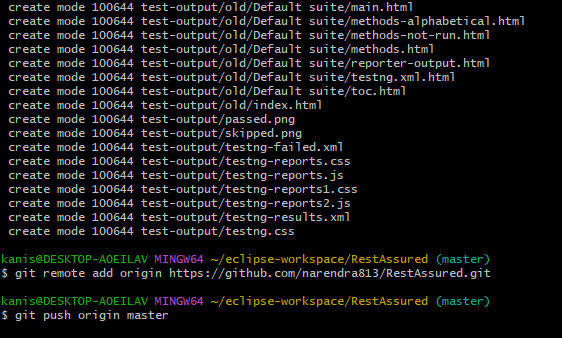 create mode 100644 test-output/old/Default suite/main.html
create mode 100644 test-output/old/Default suite/methods-alphabetical.html
create mode 100644 test-output/old/Default suite/methods-not-run.html
create mode 100644 test-output/old/Default suite/methods.html
create mode 100644 test-output/old/Default suite/reporter-output.html
create mode 100644 test-output/old/Default suite/testng.xml.html
create mode 100644 test-output/old/Default suite/toc.html
create mode 100644 test-output/old/index.html
create mode 100644 test-output/passed.png
create mode 100644 test-output/skipped.png
create mode 100644 test-output/testng-failed.xml
create mode 100644 test-output/testng-reports.css
create mode 100644 test-output/testng-reports.js
create mode 100644 test-output/testng-reports1.css
create mode 100644 test-output/testng-reports2.js
create mode 100644 test-output/testng-results.xml
create mode 100644 test-output/testng.css
kanis@DESKTOP-AOEILAV MINGW64 ~/eclipse-workspace/RestAssured (master)
$ git remote add origin https://github.com/narendra813/RestAssured.git
kanis@DESKTOP-AOEILAV MINGW64 ~/eclipse-workspace/RestAssured (master)
$ git push origin master